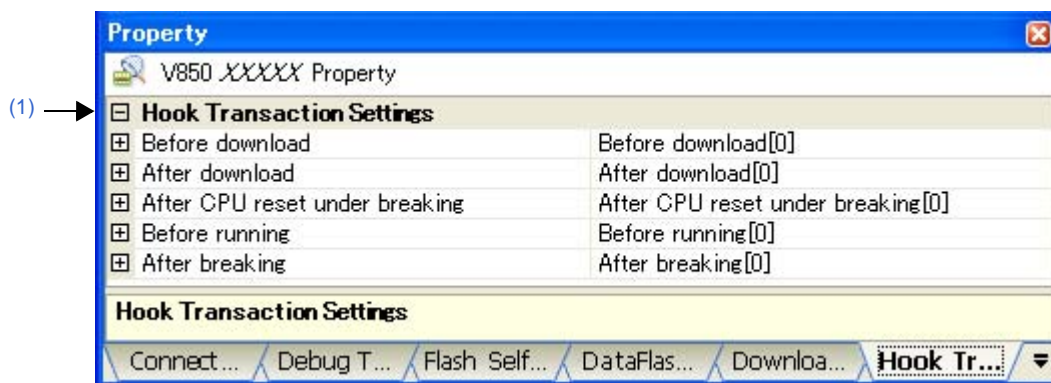 Property
V850 XXXXX Property
(1)
Hook Transaction Settings
Before download Before download[0]
After download After download[0]
After CPU reset under breaking After CPU reset under breaking[0]
Before running Before running[0]
After breaking After breaking[0]
Hook Transaction Settings
Connect... Debug T... Flash Self... DataFlas... Downloa... Hook Tr...